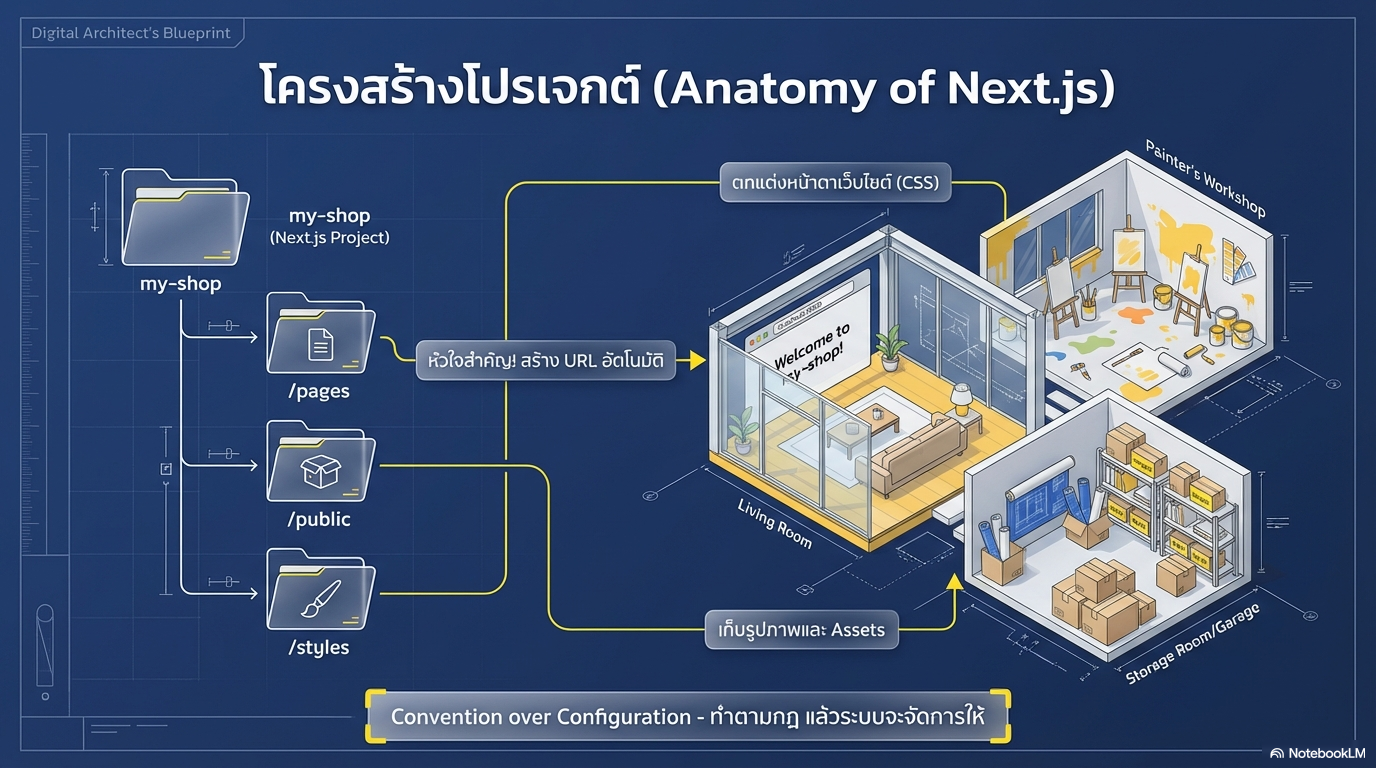 Digital Architect's Blueprint
โครงสร้างโปรเจกต์ (Anatomy of Next.js)
my-shop
(Next.js Project)
my-shop
/pages
/public
/styles
ตกแต่งหน้าตาเว็บไซต์ (CSS)
หัวใจสำคัญ! สร้าง URL อัตโนมัติ
เก็บรูปภาพและ Assets
Painter's Workshop
Welcome to
my-shop!
Living Room
Storage Room/Garage
Convention over Configuration - ทำตามกฎ แล้วระบบจะจัดการให้
NotebookLM